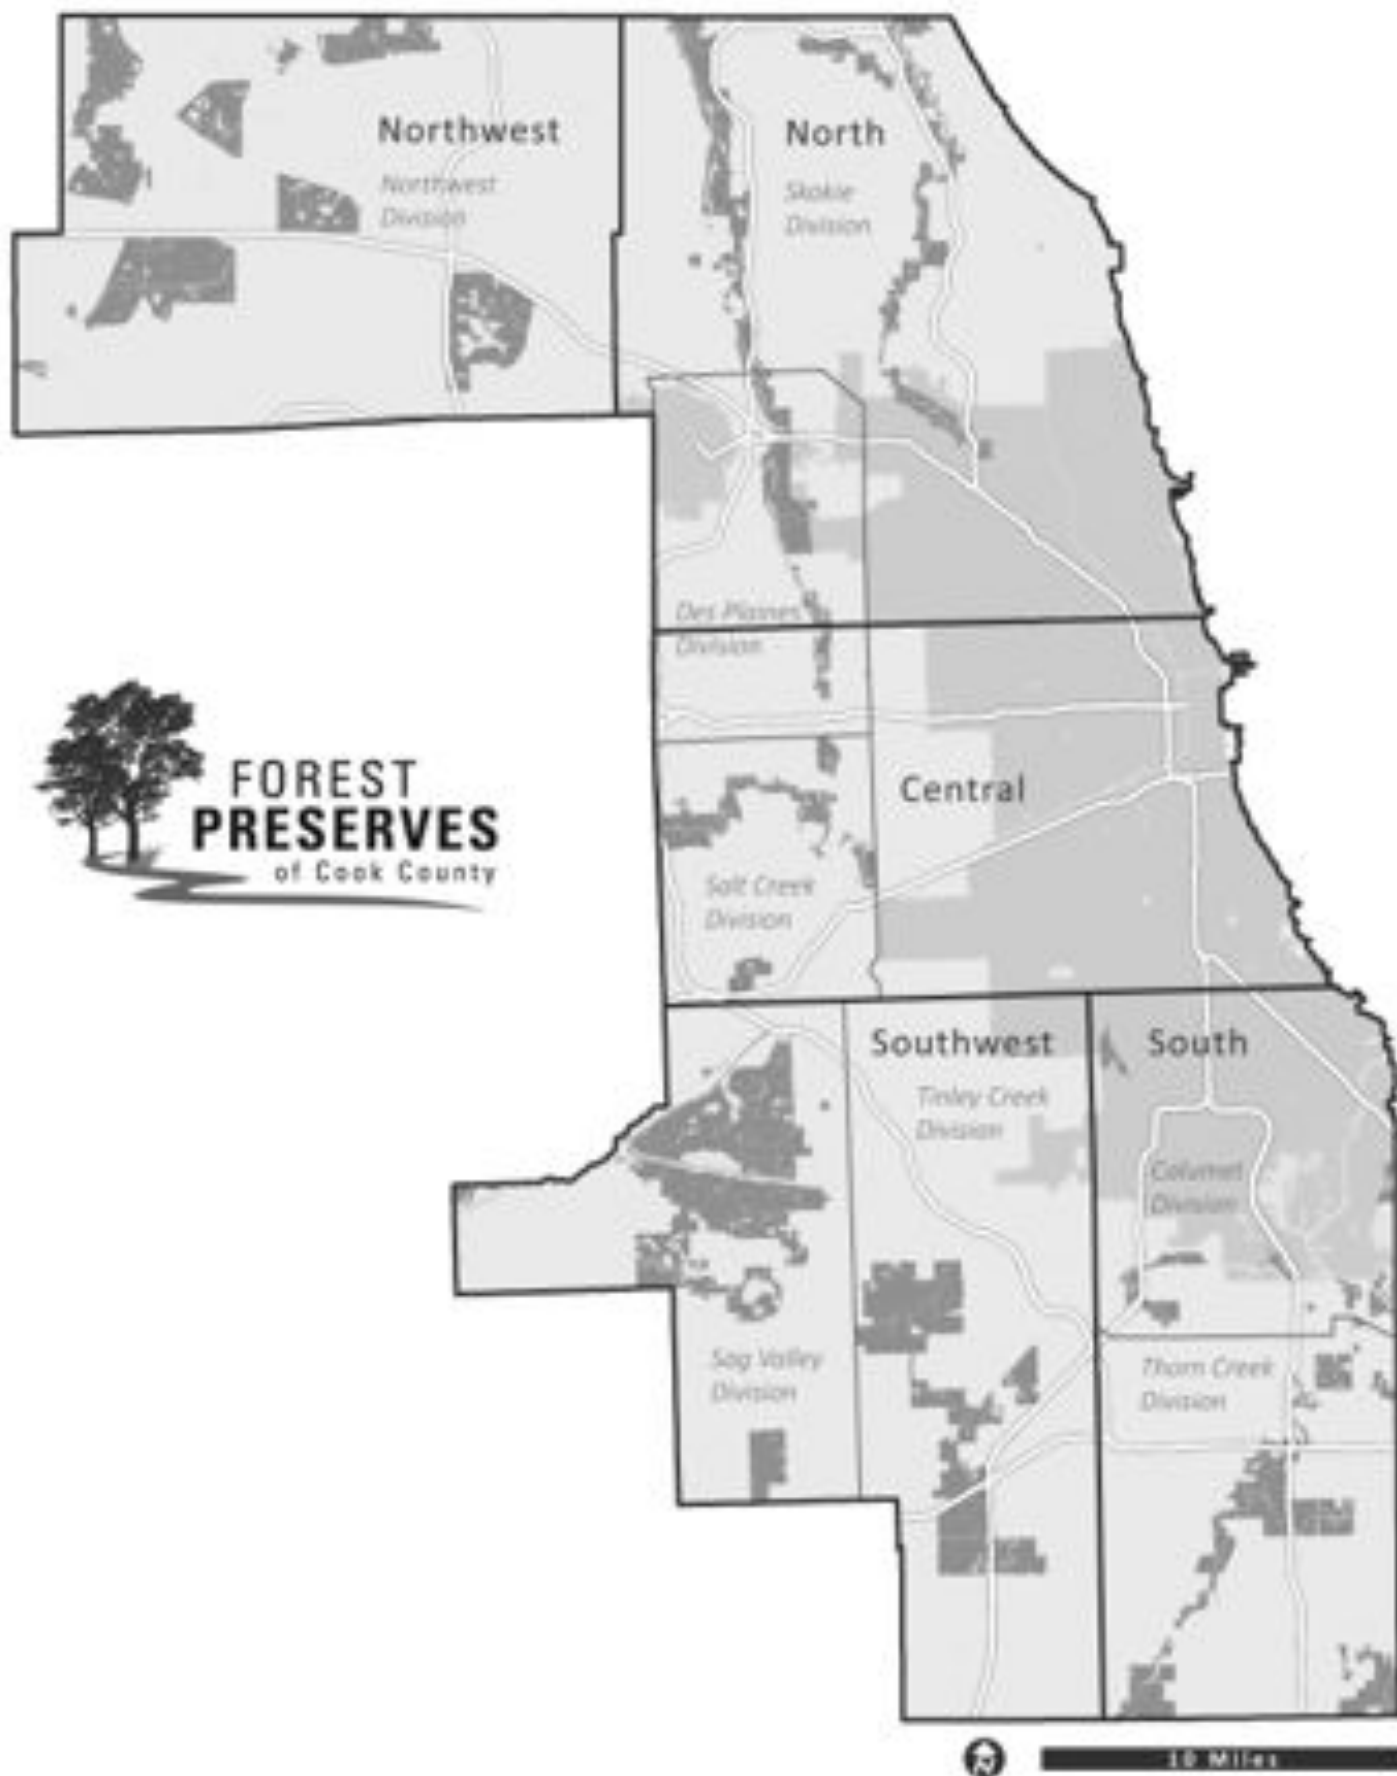 Northwest
Northwest
Division
North
Skokie
Division
Des Plaines
Division
FOREST
PRESERVES
of Cook County
Central
Salt Creek
Division
Southwest
Tinley Creek
Division
South
Calumet
Division
Sag Valley
Division
Thorn Creek
Division
N
10 Miles